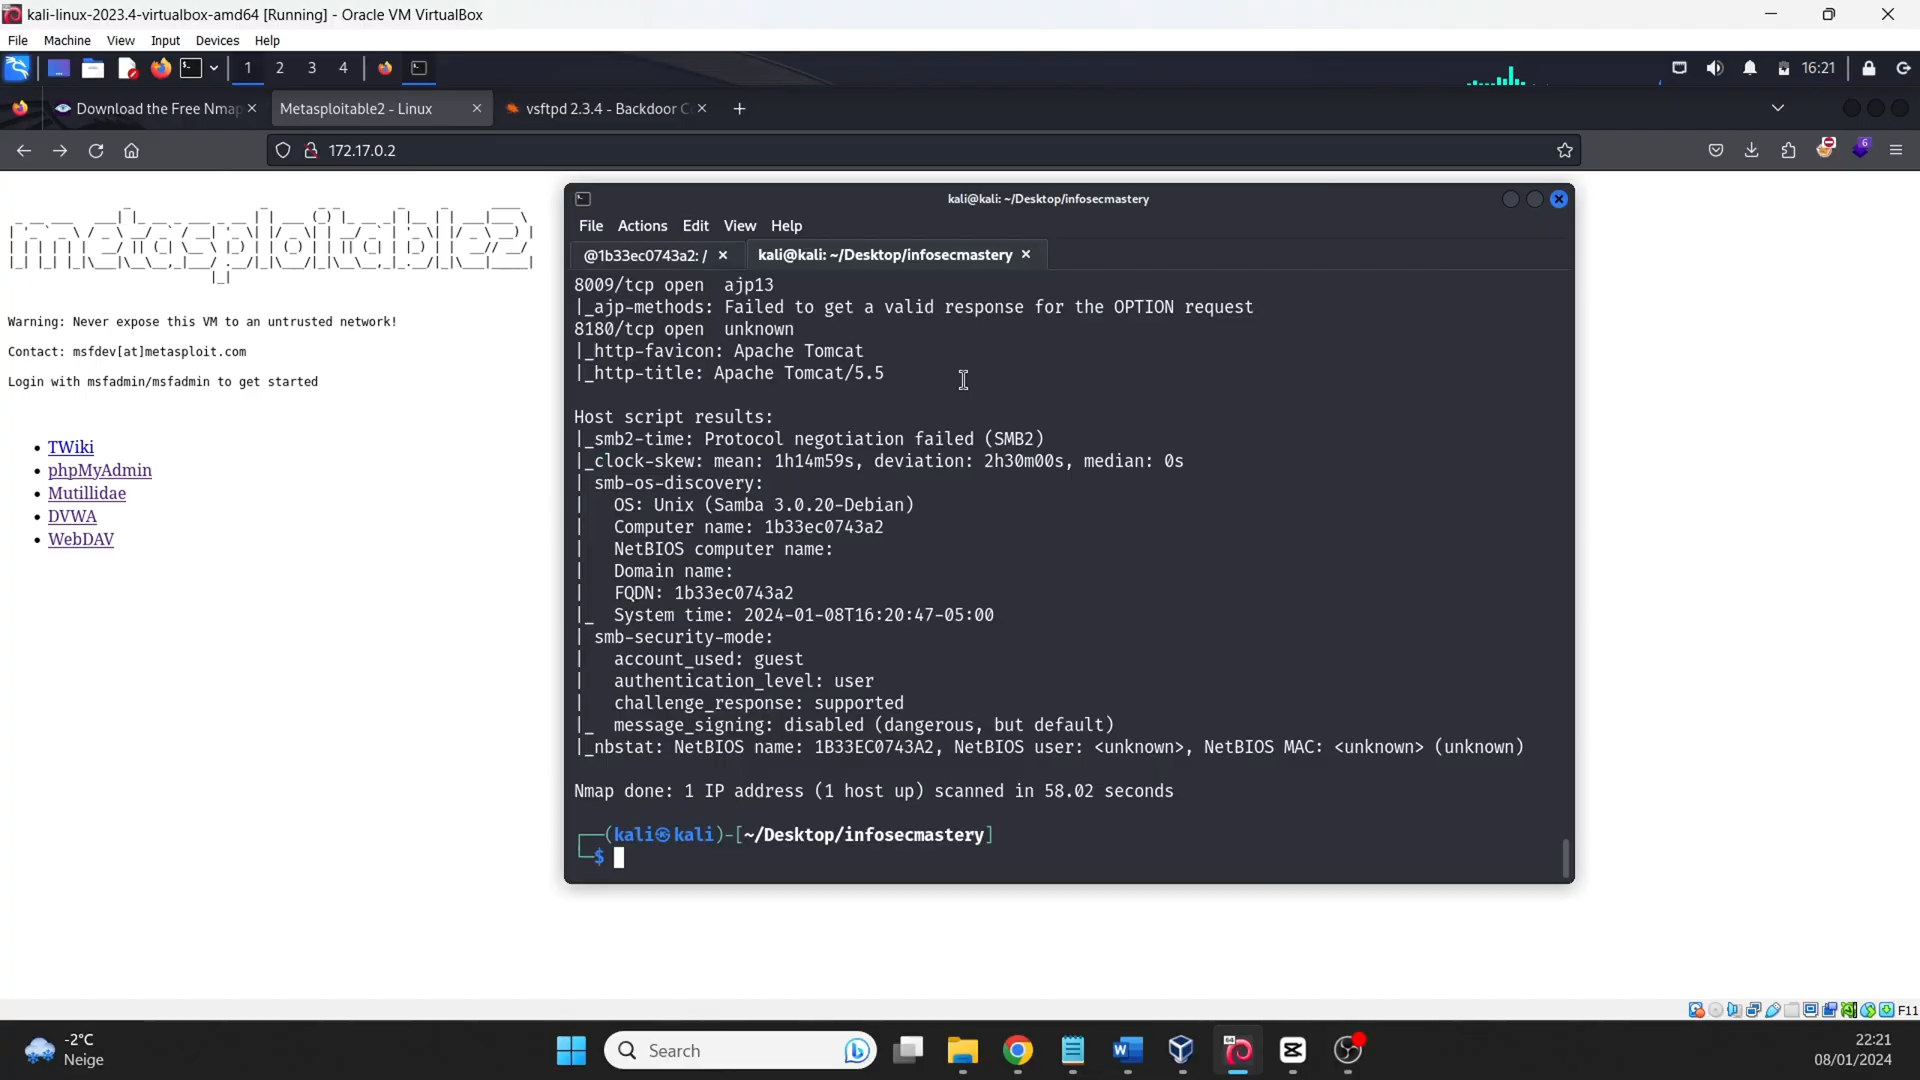 kali-linux-2023.4-virtualbox-amd64 [Running] - Oracle VM VirtualBox
File Machine View Input Devices Help
1 2 3 4
16:21
Download the Free Nmap
Metasploitable2 - Linux
vsftpd 2.3.4 - Backdoor C
172.17.0.2
6
metasploitable2
Warning: Never expose this VM to an untrusted network!
Contact: msfdev[at]metasploit.com
Login with msfadmin/msfadmin to get started
• TWiki
• phpMyAdmin
• Mutillidae
• DVWA
• WebDAV
kali@kali: ~/Desktop/infosecmastery
File Actions Edit View Help
@1b33ec0743a2: /
kali@kali: ~/Desktop/infosecmastery
8009/tcp open  ajp13
|_ajp-methods: Failed to get a valid response for the OPTION request
8180/tcp open  unknown
|_http-favicon: Apache Tomcat
|_http-title: Apache Tomcat/5.5
Host script results:
|_smb2-time: Protocol negotiation failed (SMB2)
|_clock-skew: mean: 1h14m59s, deviation: 2h30m00s, median: 0s
| smb-os-discovery:
|   OS: Unix (Samba 3.0.20-Debian)
|   Computer name: 1b33ec0743a2
|   NetBIOS computer name:
|   Domain name:
|   FQDN: 1b33ec0743a2
|_  System time: 2024-01-08T16:20:47-05:00
| smb-security-mode:
|   account_used: guest
|   authentication_level: user
|   challenge_response: supported
|_  message_signing: disabled (dangerous, but default)
|_nbstat: NetBIOS name: 1B33EC0743A2, NetBIOS user: <unknown>, NetBIOS MAC: <unknown> (unknown)
Nmap done: 1 IP address (1 host up) scanned in 58.02 seconds
┌──(kali㉿kali)-[~/Desktop/infosecmastery]
└─$
F11
-2°C
Neige
Search
22:21
08/01/2024